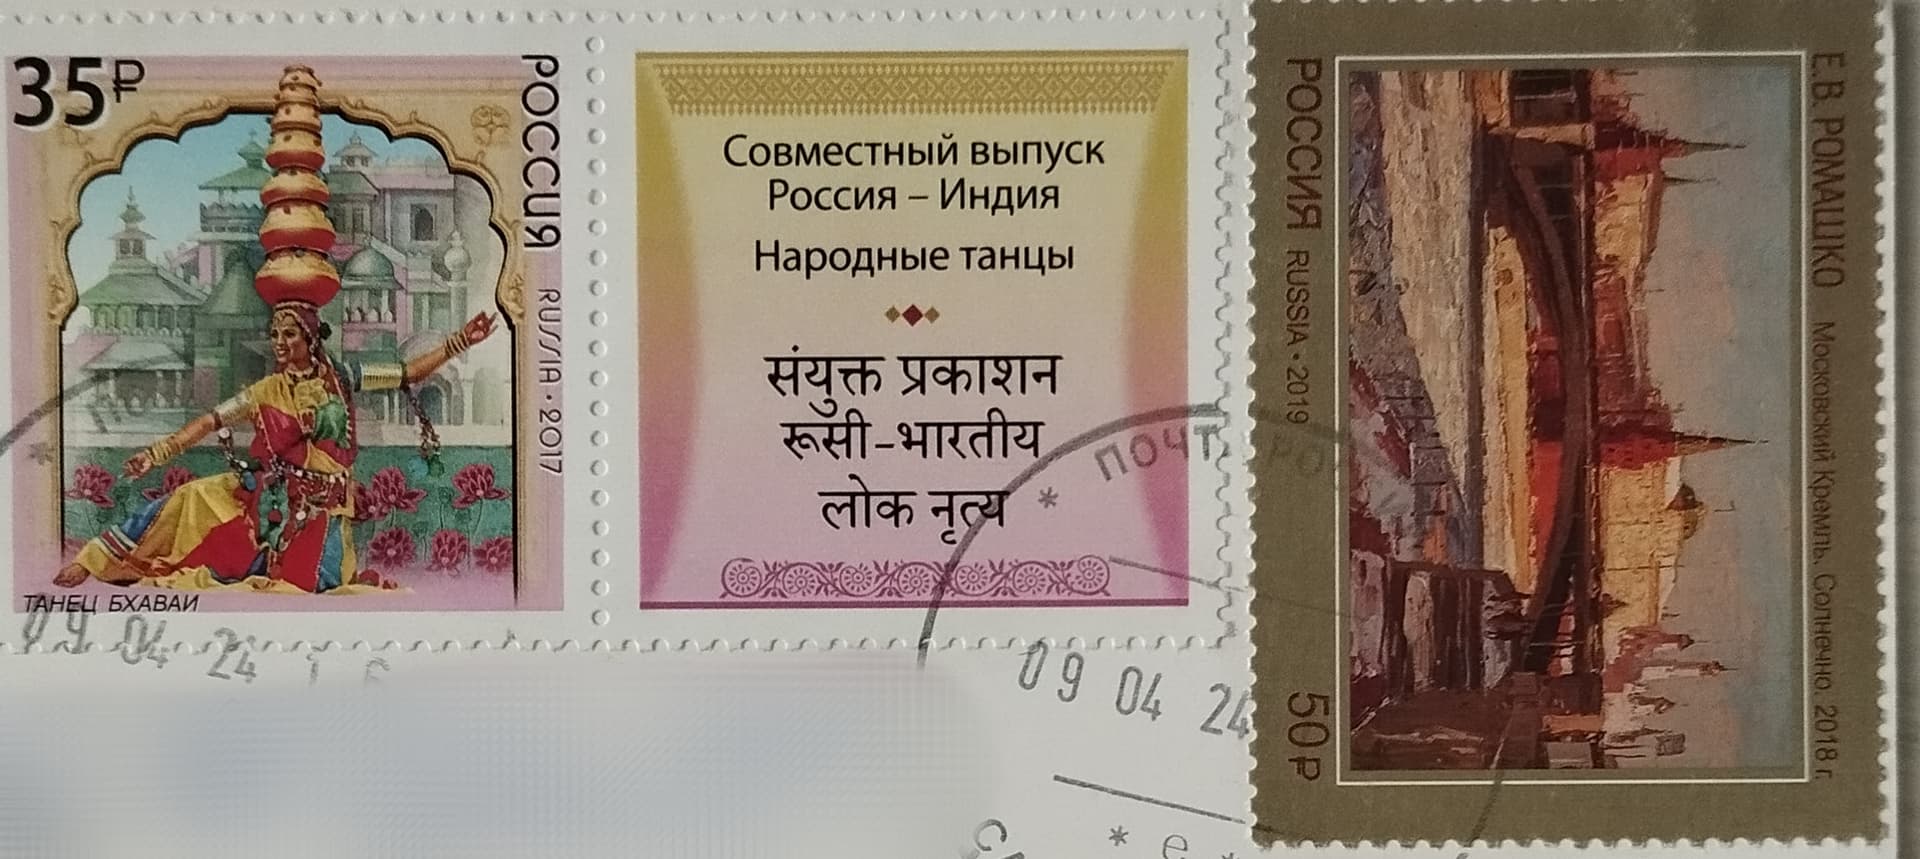 35₽
РОССИЯ RUSSIA • 2017
ТАНЕЦ БХАВАИ
Совместный выпуск
Россия – Индия
Народные танцы
संयुक्त प्रकाशन
रूसी-भारतीय
लोक नृत्य
РОССИЯ RUSSIA • 2019
50₽
Е.В. РОМАШКО Московский Кремль. Солнечно. 2018 г.
09 04 24 1
* ПОЧТ
09 04 24
* е *